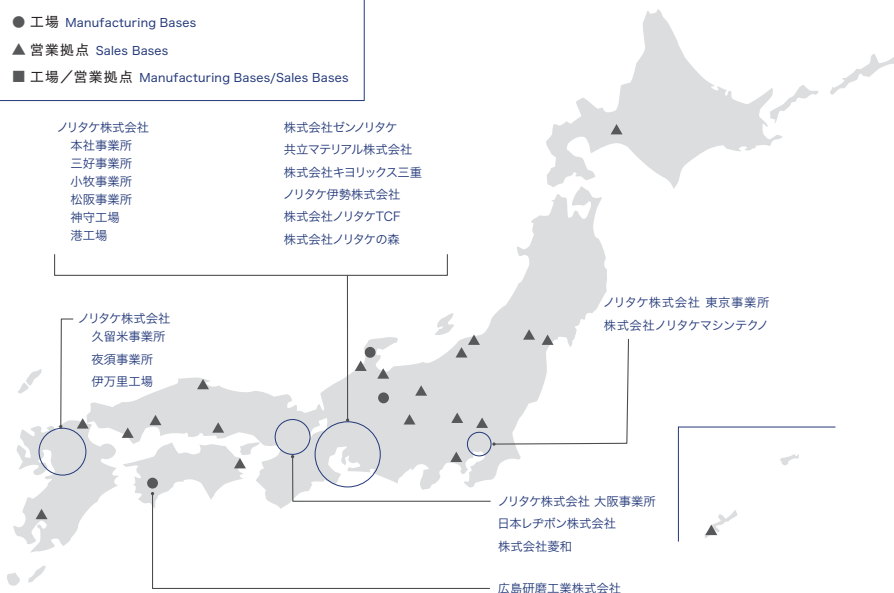 工場 Manufacturing Bases
営業拠点 Sales Bases
工場／営業拠点 Manufacturing Bases/Sales Bases
ノリタケ株式会社
本社事業所
三好事業所
小牧事業所
松阪事業所
神守工場
港工場
株式会社ゼンノリタケ
共立マテリアル株式会社
株式会社キヨリックス三重
ノリタケ伊勢株式会社
株式会社ノリタケTCF
株式会社ノリタケの森
ノリタケ株式会社
久留米事業所
夜須事業所
伊万里工場
ノリタケ株式会社 東京事業所
株式会社ノリタケマシンテクノ
ノリタケ株式会社 大阪事業所
日本レヂボン株式会社
株式会社菱和
広島研磨工業株式会社